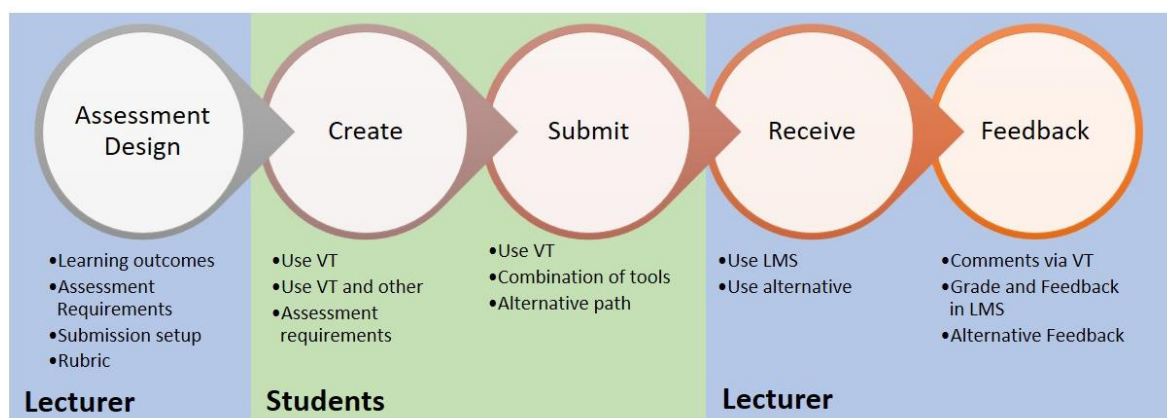 Assessment
Design
Create
Submit
Receive
Feedback
•Learning outcomes
•Assessment
Requirements
•Submission setup
•Rubric
•Use VT
•Use VT and other
•Assessment
requirements
•Use VT
•Combination of tools
•Alternative path
•Use LMS
•Use alternative
•Comments via VT
•Grade and Feedback
in LMS
•Alternative Feedback
Lecturer
Students
Lecturer